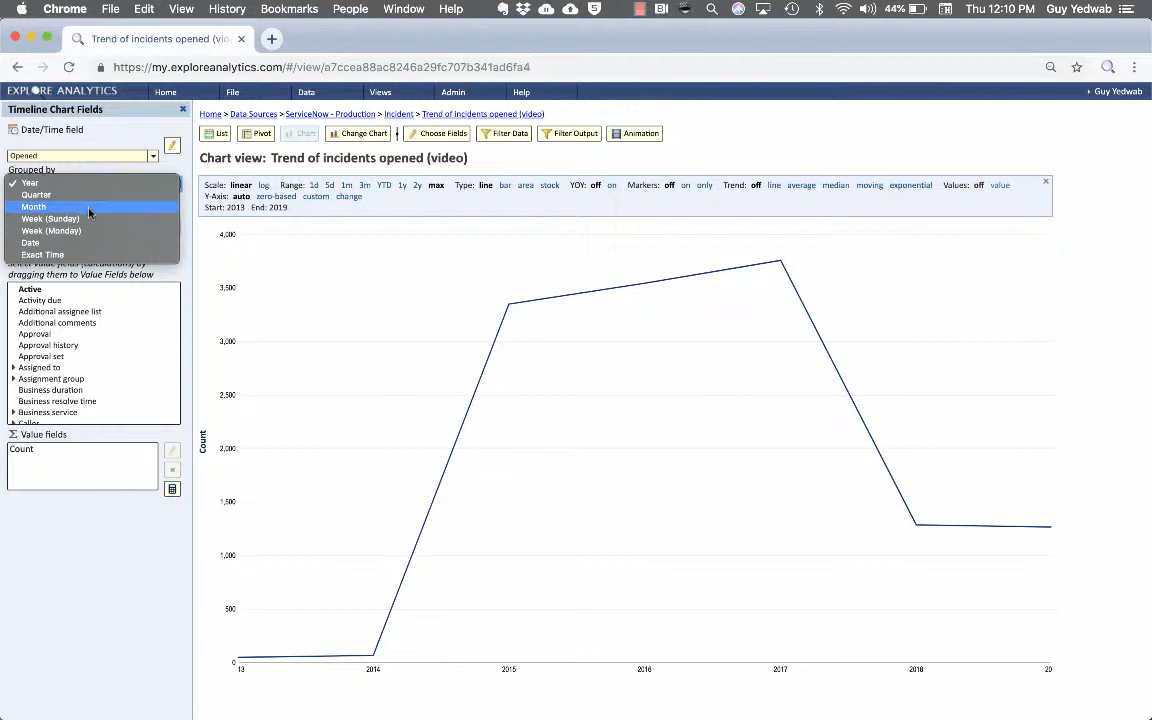 Chrome File Edit View History Bookmarks People Window Help 5 44% Thu 12:10 PM Guy Yedwab
Trend of incidents opened (vid
https://my.exploreanalytics.com/#/view/a7ccea88ac8246a29fc707b341ad6fa4
EXPLORE ANALYTICS Home File Data Views Admin Help Guy Yedwab
Timeline Chart Fields
Date/Time field
Opened
Grouped by
Year
Quarter
Month
Week (Sunday)
Week (Monday)
Date
Exact Time
dragging them to Value Fields below
Active
Activity due
Additional assignee list
Additional comments
Approval
Approval history
Approval set
Assigned to
Assignment group
Business duration
Business resolve time
Business service
Caller
Σ Value fields
Count
Home > Data Sources > ServiceNow - Production > Incident > Trend of incidents opened (video)
List Pivot Chart Change Chart Choose Fields Filter Data Filter Output Animation
Chart view: Trend of incidents opened (video)
Scale: linear log Range: 1d 5d 1m 3m YTD 1y 2y max Type: line bar area stock YOY: off on Markers: off on only Trend: off line average median moving exponential Values: off value
Y-Axis: auto zero-based custom change
Start: 2013 End: 2019
4,000
3,500
3,000
2,500
2,000
1,500
1,000
500
0
Count
13 2014 2015 2016 2017 2018 20